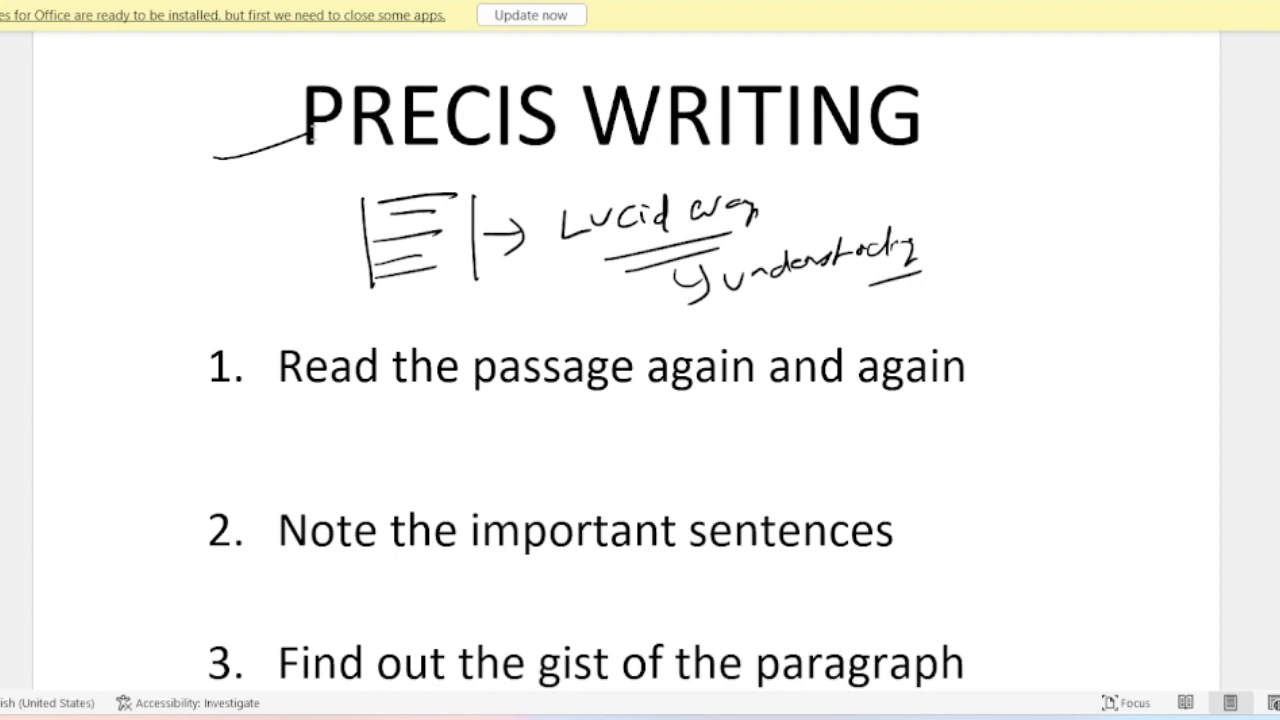 es for Office are ready to be installed, but first we need to close some apps. Update now
PRECIS WRITING
Lucid way
1. Read the passage again and again
2. Note the important sentences
3. Find out the gist of the paragraph
ish (United States) Accessibility: Investigate Focus